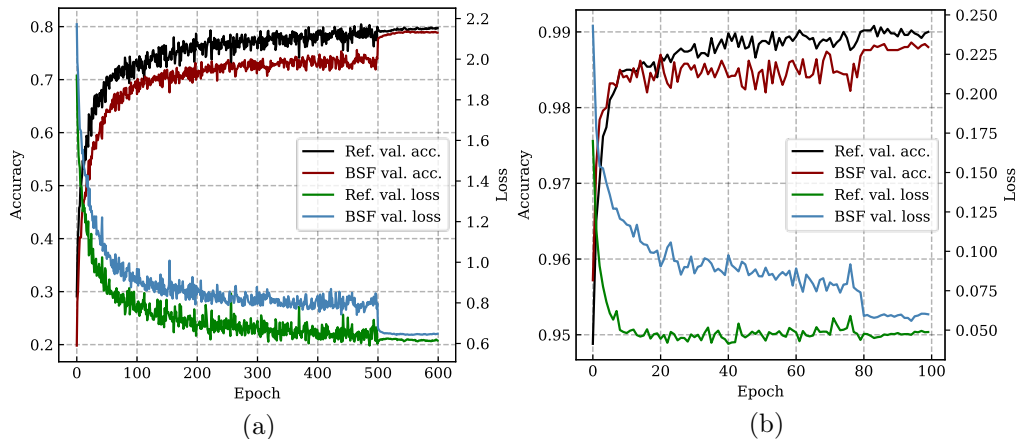 0.8
0.7
0.6
0.5
0.4
0.3
0.2
Accuracy
0 100 200 300 400 500 600
Epoch
2.2
2.0
1.8
1.6
1.4
1.2
1.0
0.8
0.6
Loss
Ref. val. acc.
BSF val. acc.
Ref. val. loss
BSF val. loss
(a)
0.99
0.98
0.97
0.96
0.95
Accuracy
0 20 40 60 80 100
Epoch
0.250
0.225
0.200
0.175
0.150
0.125
0.100
0.075
0.050
Loss
Ref. val. acc.
BSF val. acc.
Ref. val. loss
BSF val. loss
(b)